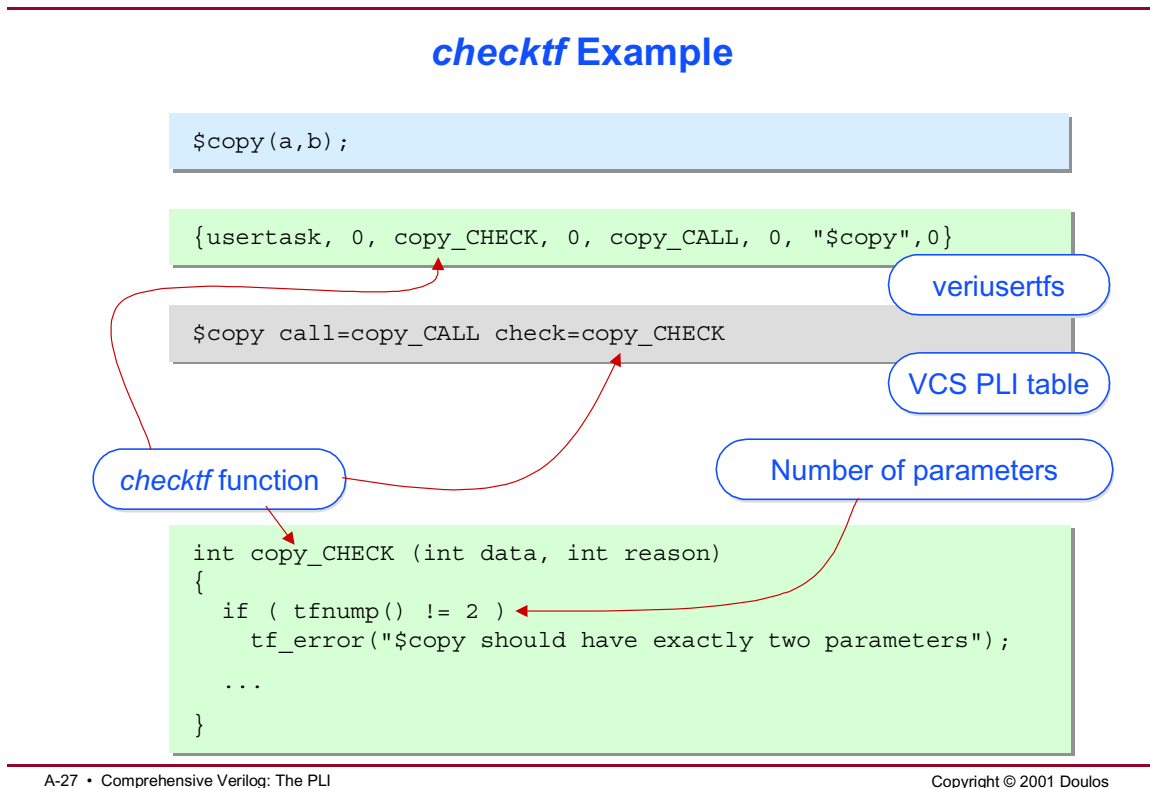 checktf Example
$copy(a,b);
{usertask, 0, copy_CHECK, 0, copy_CALL, 0, "$copy",0}
veriusertfs
$copy call=copy_CALL check=copy_CHECK
VCS PLI table
checktf function
Number of parameters
int copy_CHECK (int data, int reason)
{
if ( tfnump() != 2 )
tf_error("$copy should have exactly two parameters");
...
}
A-27 • Comprehensive Verilog: The PLI
Copyright © 2001 Doulos